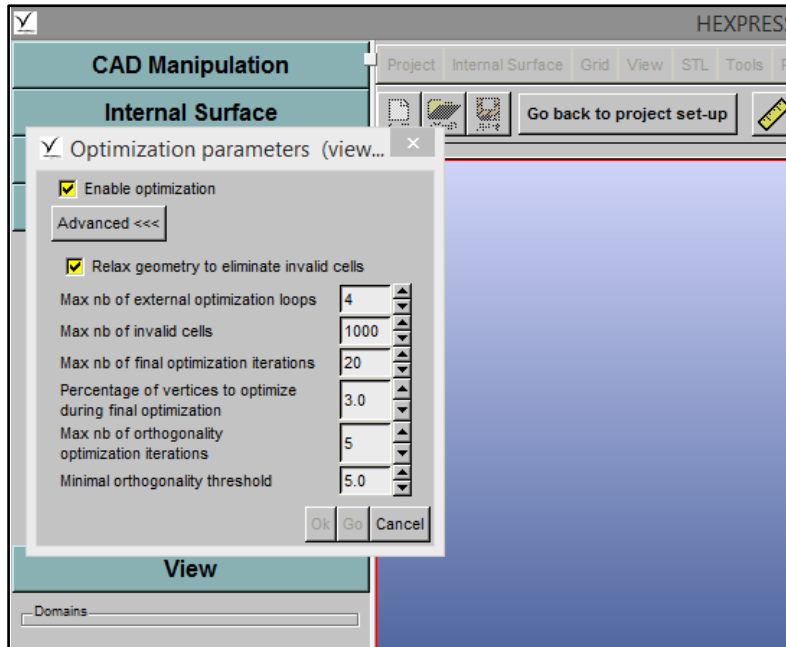 HEXPRESS
CAD Manipulation
Project Internal Surface Grid View STL Tools
Internal Surface
Go back to project set-up
Optimization parameters (view...
Enable optimization
Advanced <<<
Relax geometry to eliminate invalid cells
Max nb of external optimization loops 4
Max nb of invalid cells 1000
Max nb of final optimization iterations 20
Percentage of vertices to optimize
during final optimization 3.0
Max nb of orthogonality
optimization iterations 5
Minimal orthogonality threshold 5.0
Ok Go Cancel
View
Domains